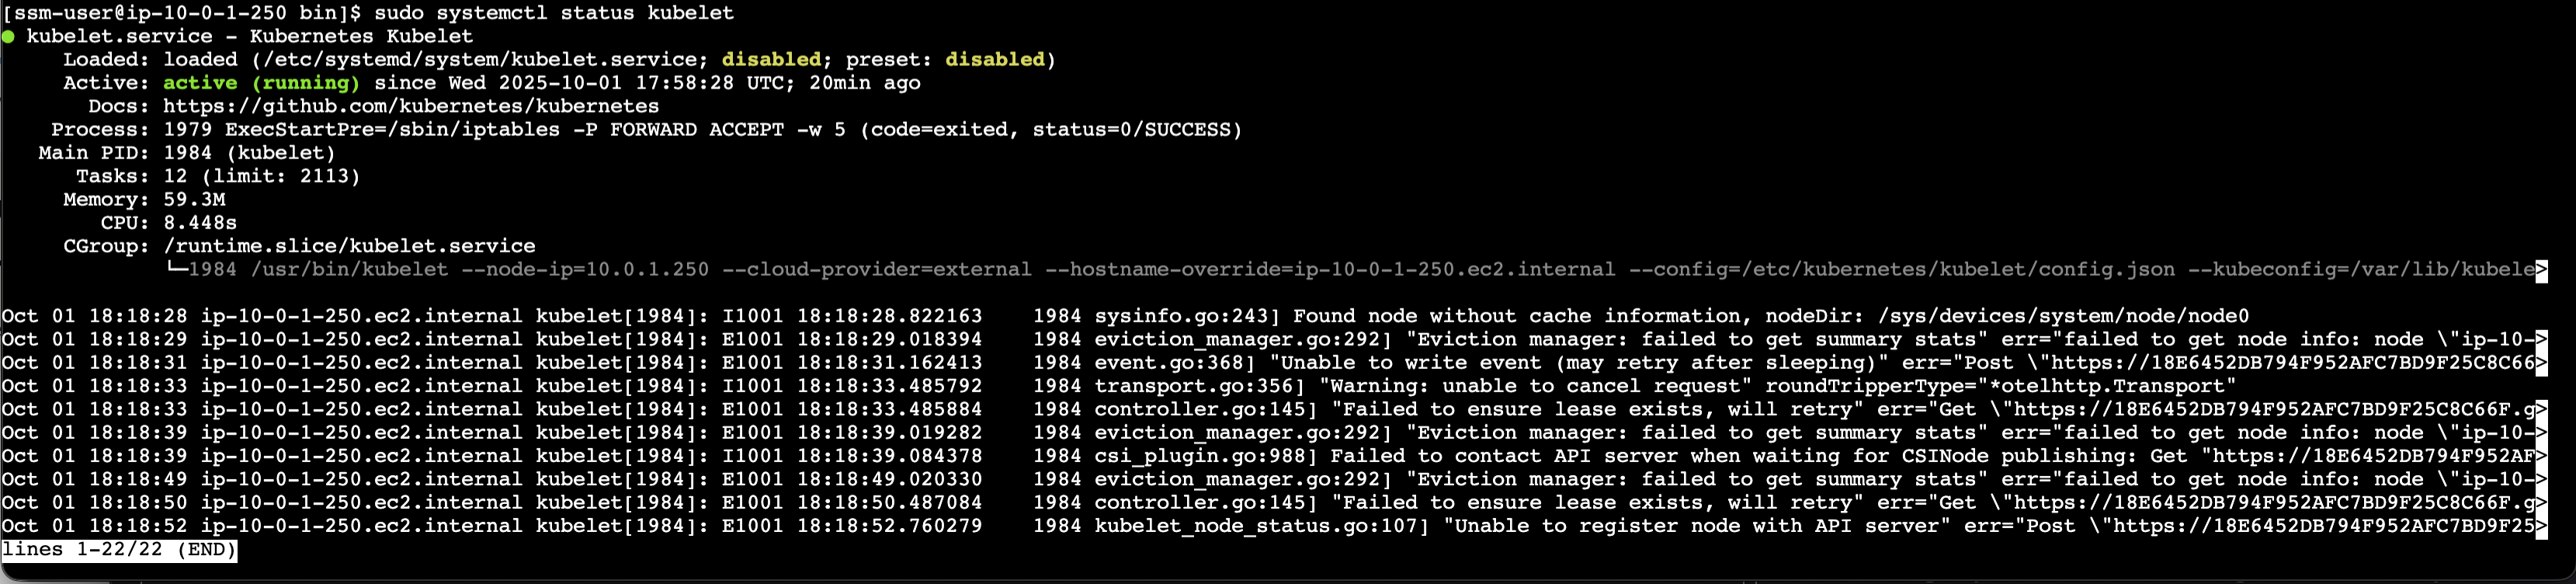 [ssm-user@ip-10-0-1-250 bin]$ sudo systemctl status kubelet
● kubelet.service - Kubernetes Kubelet
     Loaded: loaded (/etc/systemd/system/kubelet.service; disabled; preset: disabled)
     Active: active (running) since Wed 2025-10-01 17:58:28 UTC; 20min ago
       Docs: https://github.com/kubernetes/kubernetes
    Process: 1979 ExecStartPre=/sbin/iptables -P FORWARD ACCEPT -w 5 (code=exited, status=0/SUCCESS)
   Main PID: 1984 (kubelet)
      Tasks: 12 (limit: 2113)
     Memory: 59.3M
        CPU: 8.448s
     CGroup: /runtime.slice/kubelet.service
             └─1984 /usr/bin/kubelet --node-ip=10.0.1.250 --cloud-provider=external --hostname-override=ip-10-0-1-250.ec2.internal --config=/etc/kubernetes/kubelet/config.json --kubeconfig=/var/lib/kubele>
Oct 01 18:18:28 ip-10-0-1-250.ec2.internal kubelet[1984]: I1001 18:18:28.822163    1984 sysinfo.go:243] Found node without cache information, nodeDir: /sys/devices/system/node/node0
Oct 01 18:18:29 ip-10-0-1-250.ec2.internal kubelet[1984]: E1001 18:18:29.018394    1984 eviction_manager.go:292] "Eviction manager: failed to get summary stats" err="failed to get node info: node \"ip-10->
Oct 01 18:18:31 ip-10-0-1-250.ec2.internal kubelet[1984]: E1001 18:18:31.162413    1984 event.go:368] "Unable to write event (may retry after sleeping)" err="Post \"https://18E6452DB794F952AFC7BD9F25C8C66>
Oct 01 18:18:33 ip-10-0-1-250.ec2.internal kubelet[1984]: I1001 18:18:33.485792    1984 transport.go:356] "Warning: unable to cancel request" roundTripperType="*otelhttp.Transport"
Oct 01 18:18:33 ip-10-0-1-250.ec2.internal kubelet[1984]: E1001 18:18:33.485884    1984 controller.go:145] "Failed to ensure lease exists, will retry" err="Get \"https://18E6452DB794F952AFC7BD9F25C8C66F.g>
Oct 01 18:18:39 ip-10-0-1-250.ec2.internal kubelet[1984]: E1001 18:18:39.019282    1984 eviction_manager.go:292] "Eviction manager: failed to get summary stats" err="failed to get node info: node \"ip-10->
Oct 01 18:18:39 ip-10-0-1-250.ec2.internal kubelet[1984]: I1001 18:18:39.084378    1984 csi_plugin.go:988] Failed to contact API server when waiting for CSINode publishing: Get "https://18E6452DB794F952AF>
Oct 01 18:18:49 ip-10-0-1-250.ec2.internal kubelet[1984]: E1001 18:18:49.020330    1984 eviction_manager.go:292] "Eviction manager: failed to get summary stats" err="failed to get node info: node \"ip-10->
Oct 01 18:18:50 ip-10-0-1-250.ec2.internal kubelet[1984]: E1001 18:18:50.487084    1984 controller.go:145] "Failed to ensure lease exists, will retry" err="Get \"https://18E6452DB794F952AFC7BD9F25C8C66F.g>
Oct 01 18:18:52 ip-10-0-1-250.ec2.internal kubelet[1984]: E1001 18:18:52.760279    1984 kubelet_node_status.go:107] "Unable to register node with API server" err="Post \"https://18E6452DB794F952AFC7BD9F25>
lines 1-22/22 (END)